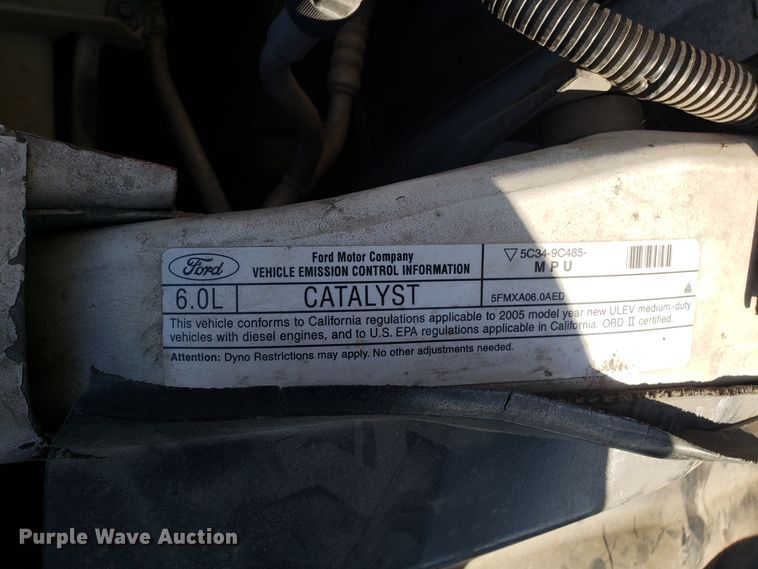 Ford
Ford Motor Company
VEHICLE EMISSION CONTROL INFORMATION
5C34-9C485-
MPU
6.0L
CATALYST
5FMXA06.0AED
This vehicle conforms to California regulations applicable to 2005 model year new ULEV medium-duty
vehicles with diesel engines, and to U.S. EPA regulations applicable in California. OBD II certified.
Attention: Dyno Restrictions may apply. No other adjustments needed.
Purple Wave Auction